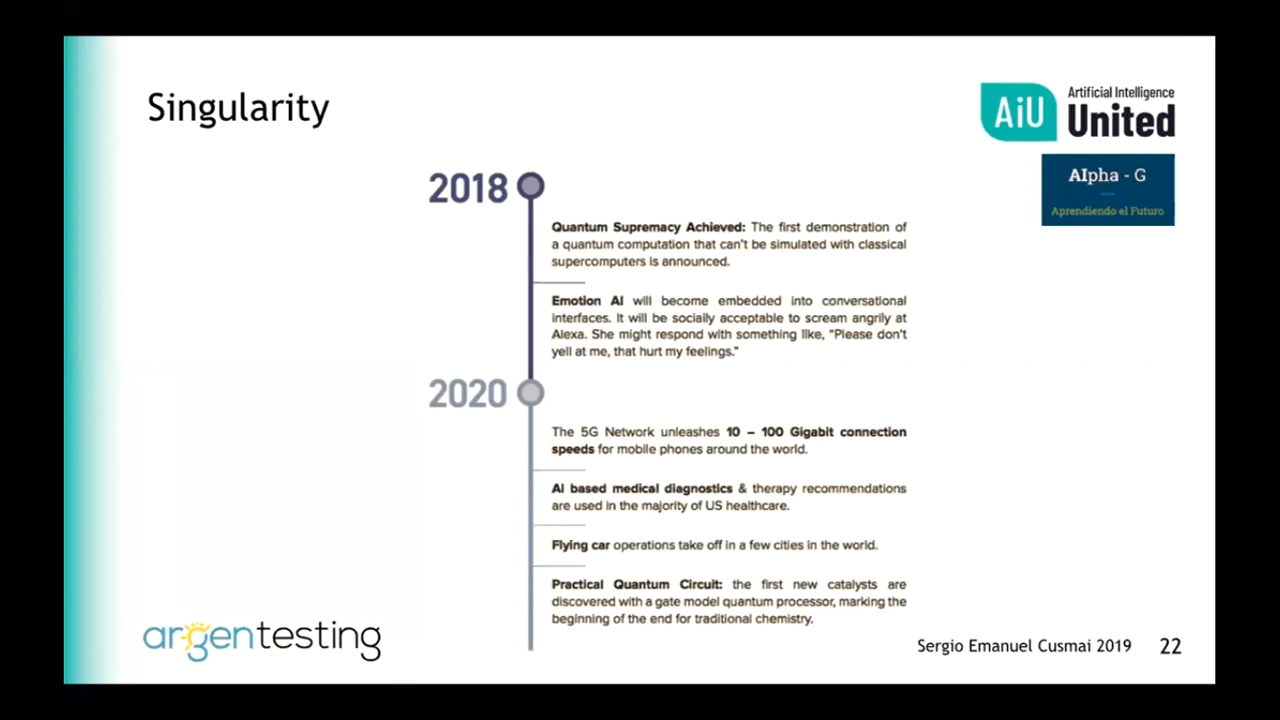 Singularity
AiU
Artificial Intelligence
United
AIpha - G
Aprendiendo el Futuro
2018
Quantum Supremacy Achieved: The first demonstration of
a quantum computation that can't be simulated with classical
supercomputers is announced.
Emotion AI will become embedded into conversational
interfaces. It will be socially acceptable to scream angrily at
Alexa. She might respond with something like, "Please don't
yell at me, that hurt my feelings."
2020
The 5G Network unleashes 10 – 100 Gigabit connection
speeds for mobile phones around the world.
AI based medical diagnostics & therapy recommendations
are used in the majority of US healthcare.
Flying car operations take off in a few cities in the world.
Practical Quantum Circuit: the first new catalysts are
discovered with a gate model quantum processor, marking the
beginning of the end for traditional chemistry.
argentesting
Sergio Emanuel Cusmai 2019
22